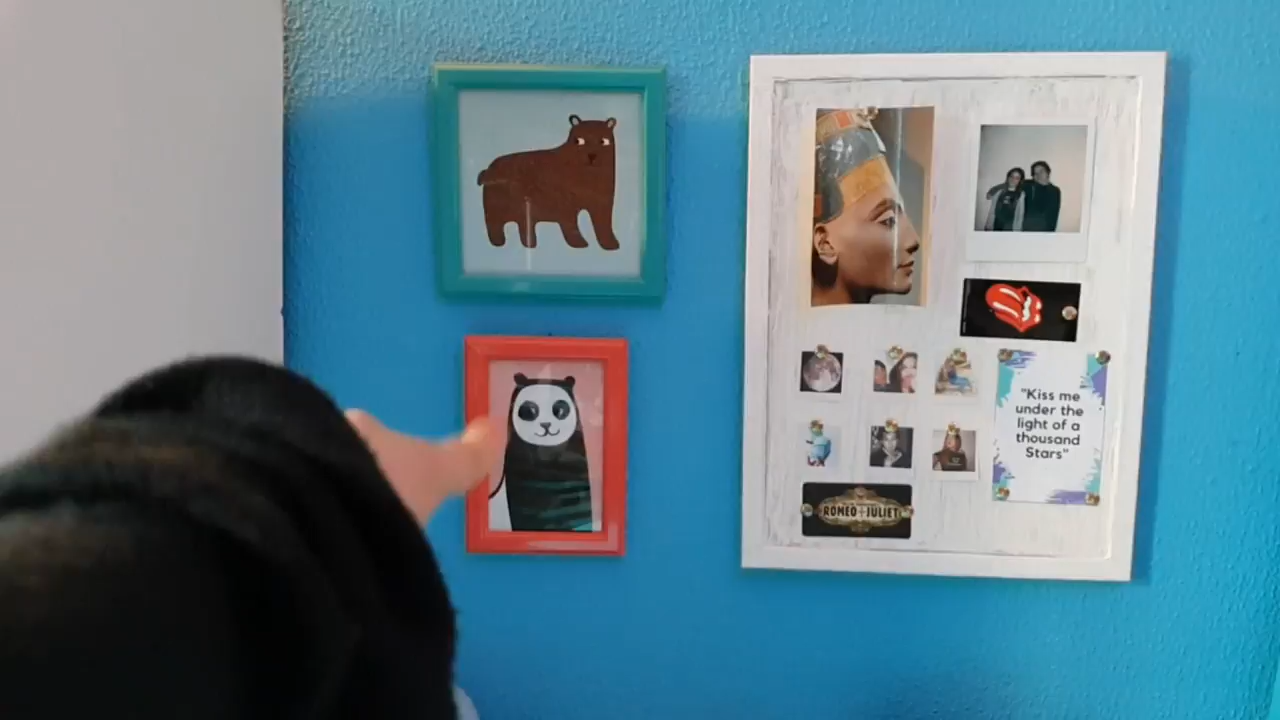 "Kiss me
under the
light of a
thousand
Stars"
ROMEO+JULIET